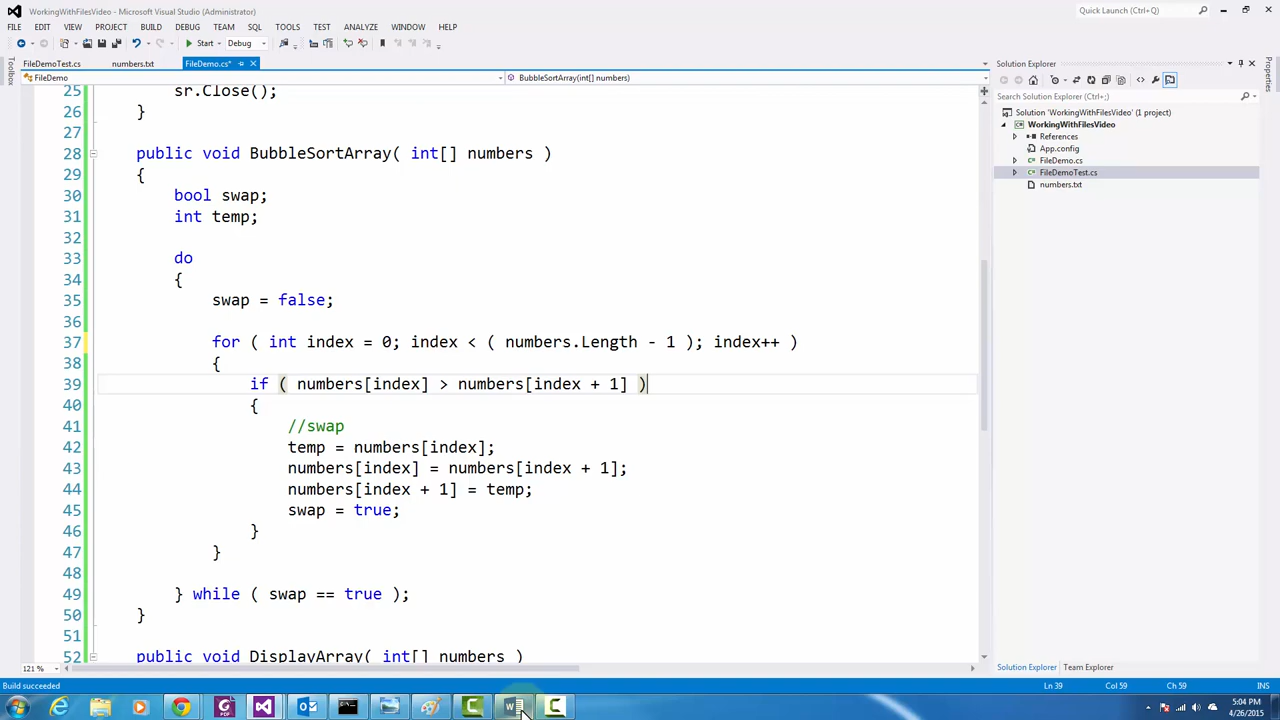 WorkingWithFilesVideo - Microsoft Visual Studio (Administrator)
Quick Launch (Ctrl+Q)
FILE EDIT VIEW PROJECT BUILD DEBUG TEAM SQL TOOLS TEST ANALYZE WINDOW HELP
Start Debug
FileDemoTest.cs numbers.txt FileDemo.cs*
FileDemo BubbleSortArray(int[] numbers)
25 sr.Close();
26 }
27
28 public void BubbleSortArray( int[] numbers )
29 {
30 bool swap;
31 int temp;
32
33 do
34 {
35 swap = false;
36
37 for ( int index = 0; index < ( numbers.Length - 1 ); index++ )
38 {
39 if ( numbers[index] > numbers[index + 1] )
40 {
41 //swap
42 temp = numbers[index];
43 numbers[index] = numbers[index + 1];
44 numbers[index + 1] = temp;
45 swap = true;
46 }
47 }
48
49 } while ( swap == true );
50 }
51
52 public void DisplayArray( int[] numbers )
121 %
Toolbox
Solution Explorer
Search Solution Explorer (Ctrl+;)
Solution 'WorkingWithFilesVideo' (1 project)
WorkingWithFilesVideo
References
App.config
FileDemo.cs
FileDemoTest.cs
numbers.txt
Properties
Solution Explorer Team Explorer
Build succeeded Ln 39 Col 59 Ch 59 INS
5:04 PM
4/26/2015